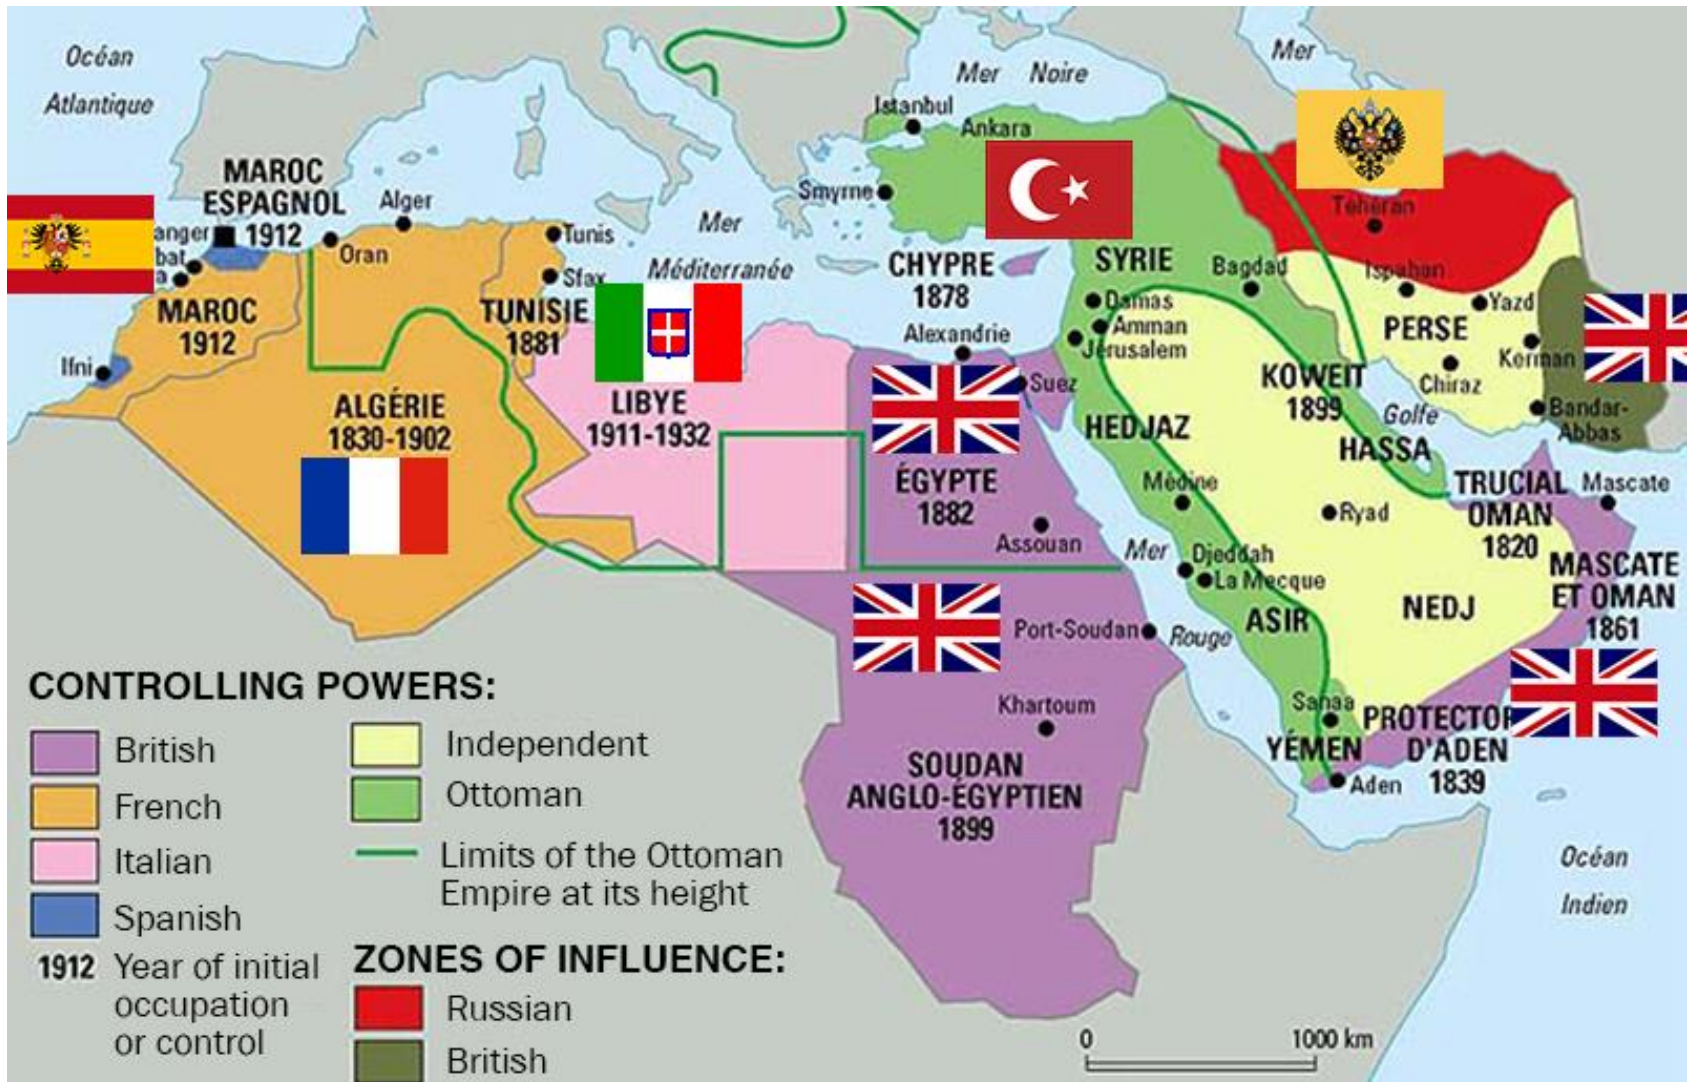 Océan
Atlantique
Mer
Mer Noire
Istanbul
Ankara
MAROC
ESPAGNOL
1912
Alger
Smyrne
Téhéran
anger
bat
a
Oran
Tunis
Sfax
Mer
Méditerranée
CHYPRE
1878
SYRIE
Bagdad
Ispahan
Yazd
MAROC
1912
TUNISIE
1881
Alexandrie
Damas
Amman
Jérusalem
PERSE
Kerman
Chiraz
Ifni
Suez
KOWEIT
1899
Golfe
Bandar-
Abbas
ALGÉRIE
1830-1902
LIBYE
1911-1932
HEDJAZ
HASSA
ÉGYPTE
1882
Médine
Ryad
TRUCIAL
OMAN
1820
Mascate
Assouan
Mer
Djeddah
La Mecque
MASCATE
ET OMAN
1861
NEDJ
ASIR
Port-Soudan
Rouge
Khartoum
Sanaa
YÉMEN
PROTECTOR
D'ADEN
1839
Aden
SOUDAN
ANGLO-ÉGYPTIEN
1899
Océan
Indien
CONTROLLING POWERS:
British
French
Italian
Spanish
1912 Year of initial
occupation
or control
Independent
Ottoman
Limits of the Ottoman
Empire at its height
ZONES OF INFLUENCE:
Russian
British
0 1000 km